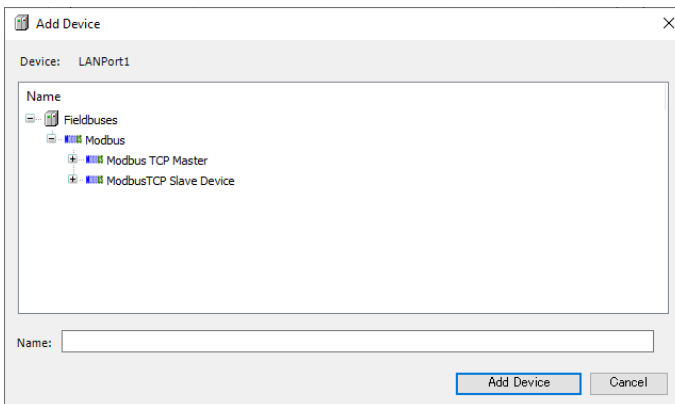 Add Device
Device: LANPort1
Name
Fieldbuses
Modbus
Modbus TCP Master
ModbusTCP Slave Device
Name:
Add Device Cancel